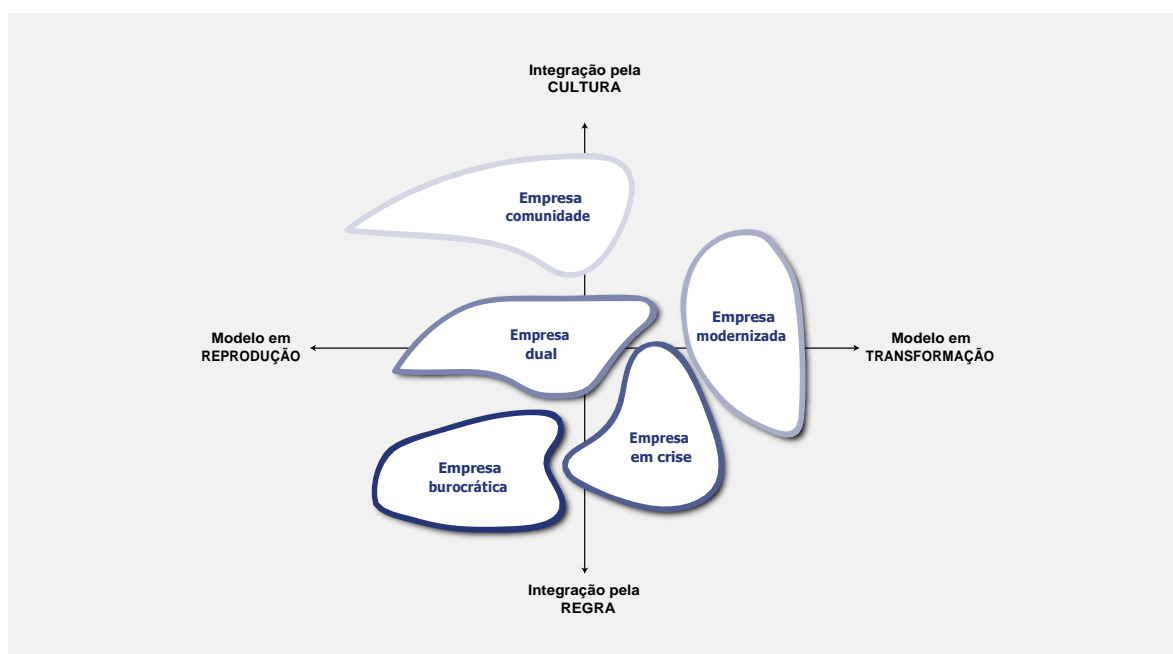 Integração pela
CULTURA
Empresa
comunidade
Empresa
modernizada
Modelo em
REPRODUÇÃO
Empresa
dual
Modelo em
TRANSFORMAÇÃO
Empresa
em crise
Empresa
burocrática
Integração pela
REGRA